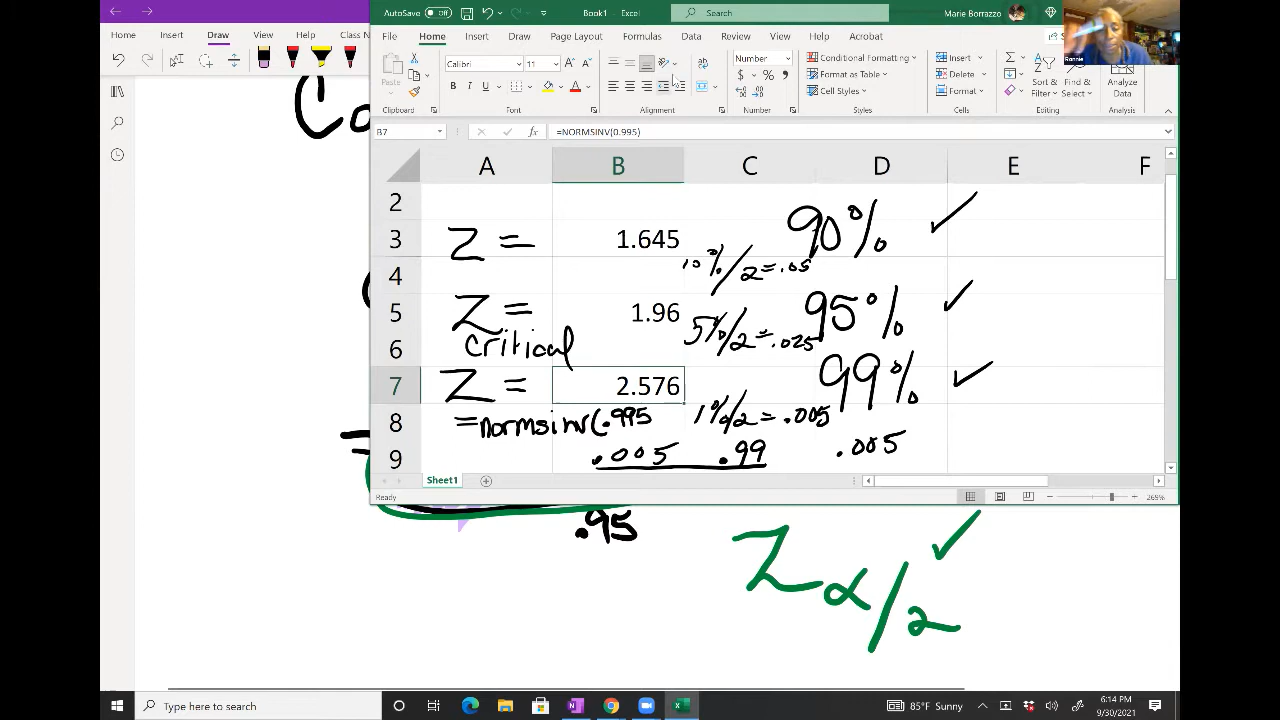 AutoSave Off Book1 - Excel Search Marie Borrazzo
File Home Insert Draw Page Layout Formulas Data Review View Help Acrobat
Home Insert Draw View Class N
Paste
11
Number
Conditional Formatting
Format as Table
Cell Styles
Insert
Delete
Format
Sort & Filter
Find & Select
Analyze Data
Clipboard Font Alignment Number Styles Cells Editing Analysis
Ronnie
B7 fx =NORMSINV(0.995)
A B C D E F
2
3 Z = 1.645 90% ✓
4 10%/2=.05
5 Z = 1.96 95% ✓
5%/2=.025
6 critical
7 Z = 2.576 99% ✓
8 =normsinv(.995 1%/2=.005
9 .005 .99 .005
Sheet1
Ready 269%
Co
=
.95
Zα/2 ✓
Type here to search 85°F Sunny 6:14 PM
9/30/2021